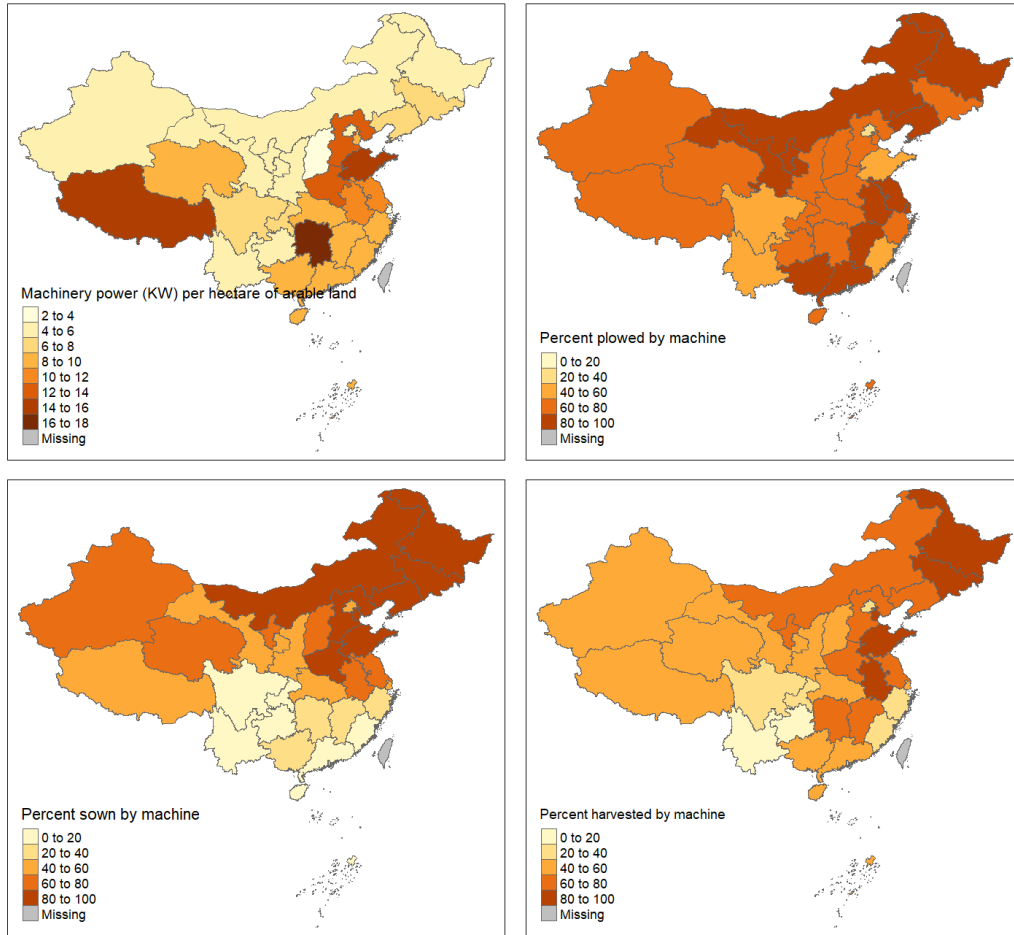 Machinery power (KW) per hectare of arable land
2 to 4
4 to 6
6 to 8
8 to 10
10 to 12
12 to 14
14 to 16
16 to 18
Missing
Percent plowed by machine
0 to 20
20 to 40
40 to 60
60 to 80
80 to 100
Missing
Percent sown by machine
0 to 20
20 to 40
40 to 60
60 to 80
80 to 100
Missing
Percent harvested by machine
0 to 20
20 to 40
40 to 60
60 to 80
80 to 100
Missing